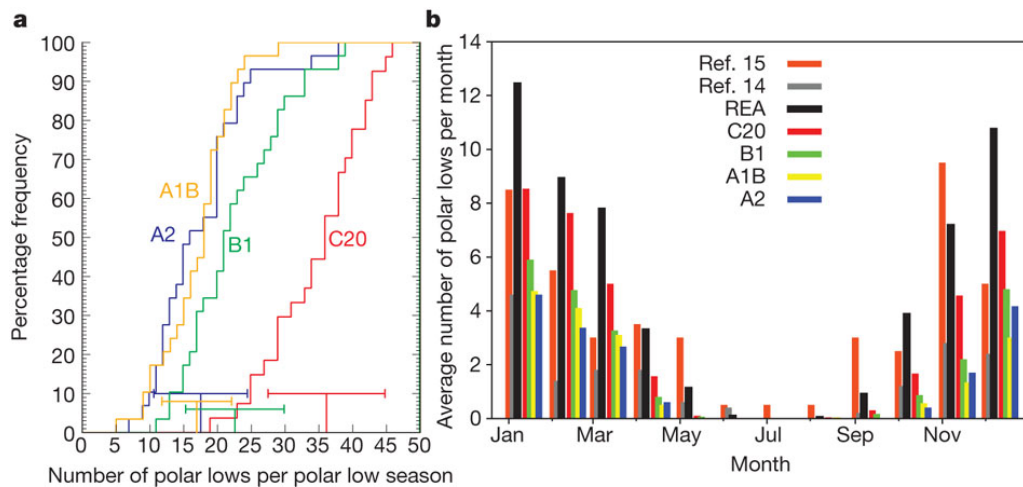 a
100
90
80
70
60
50
40
30
20
10
0
Percentage frequency
A1B
A2
B1
C20
0 5 10 15 20 25 30 35 40 45 50
Number of polar lows per polar low season
b
14
12
10
8
6
4
2
0
Average number of polar lows per month
Ref. 15
Ref. 14
REA
C20
B1
A1B
A2
Jan Mar May Jul Sep Nov
Month